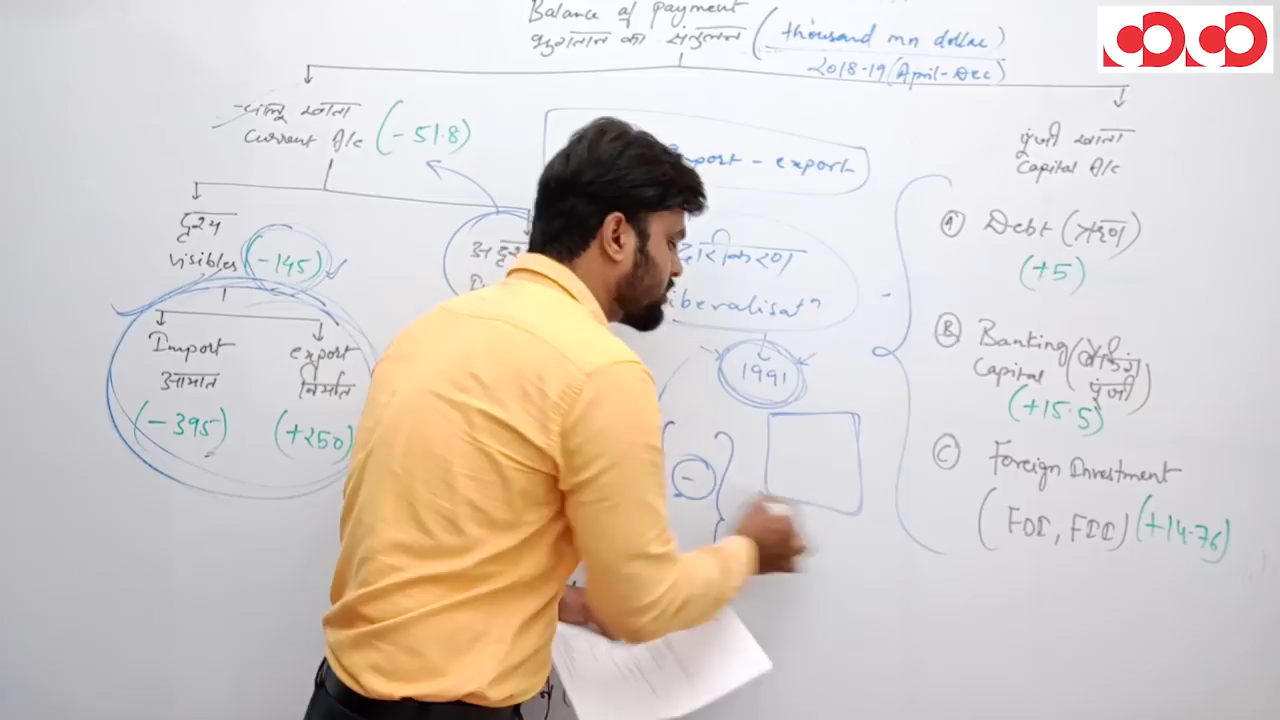 Balance of payment
भुगतान का संतुलन (thousand mn dollar)
2018-19 (April-Dec)
चालू खाता
Current A/c (-51.8)
पूंजी खाता
Capital A/c
- export
दृश्य
visibles (-145)
Import
आयात
(-395)
export
निर्यात
(+250)
1991
-
A Debt (ऋण)
(+5)
B Banking (बैंकिंग
Capital पूंजी)
(+15.5)
C Foreign Investment
(FDI, FII) (+14.76)